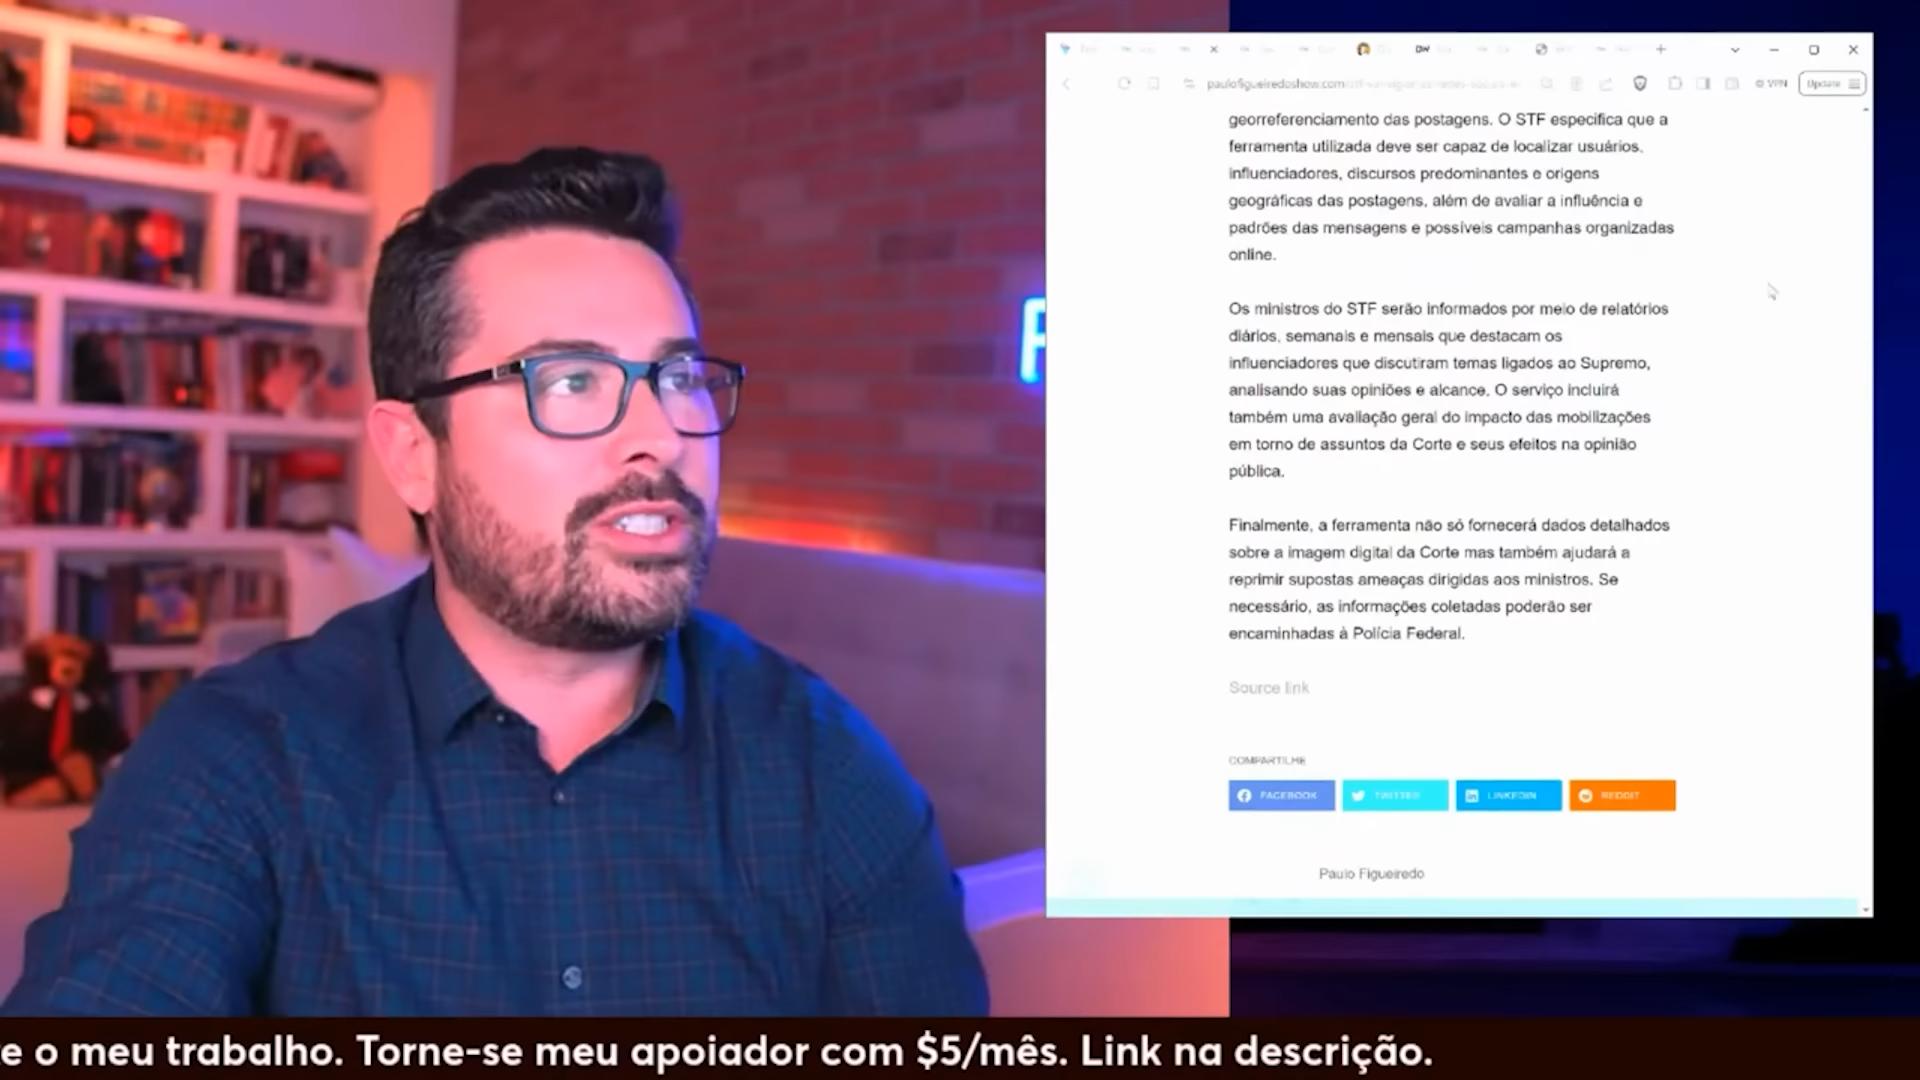 paulofigueiredoshow.com
VPN
Update
georreferenciamento das postagens. O STF especifica que a
ferramenta utilizada deve ser capaz de localizar usuários,
influenciadores, discursos predominantes e origens
geográficas das postagens, além de avaliar a influência e
padrões das mensagens e possíveis campanhas organizadas
online.
Os ministros do STF serão informados por meio de relatórios
diários, semanais e mensais que destacam os
influenciadores que discutiram temas ligados ao Supremo,
analisando suas opiniões e alcance. O serviço incluirá
também uma avaliação geral do impacto das mobilizações
em torno de assuntos da Corte e seus efeitos na opinião
pública.
Finalmente, a ferramenta não só fornecerá dados detalhados
sobre a imagem digital da Corte mas também ajudará a
reprimir supostas ameaças dirigidas aos ministros. Se
necessário, as informações coletadas poderão ser
encaminhadas à Polícia Federal.
Source link
COMPARTILHE
FACEBOOK
TWITTER
LINKEDIN
REDDIT
Paulo Figueiredo
e o meu trabalho. Torne-se meu apoiador com $5/mês. Link na descrição.